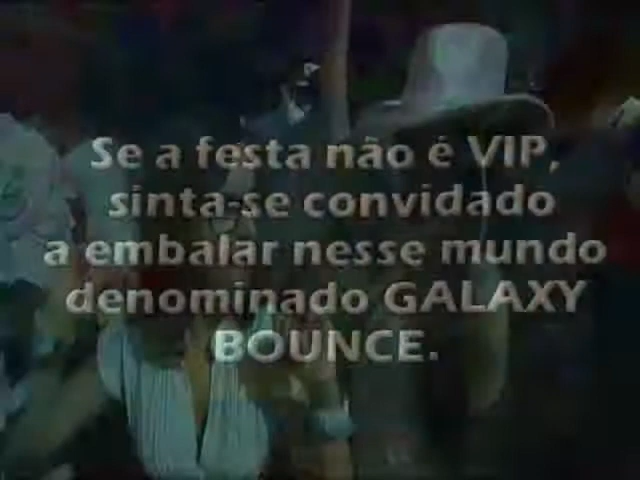 Se a festa não é VIP,
sinta-se convidado
a embalar nesse mundo
denominado GALAXY
BOUNCE.